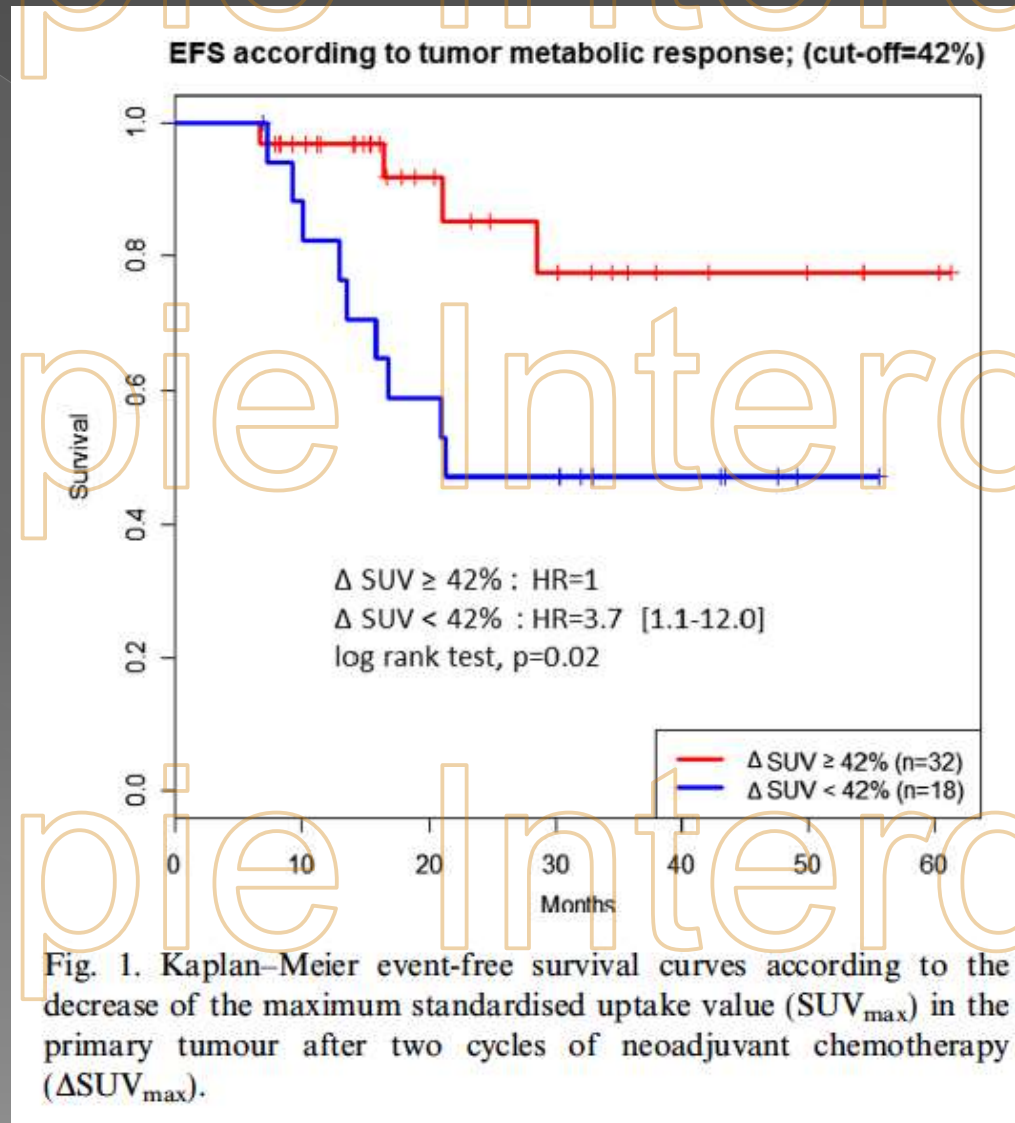 EFS according to tumor metabolic response; (cut-off=42%)
1.0
0.8
0.6
0.4
0.2
0.0
Survival
Δ SUV ≥ 42% : HR=1
Δ SUV < 42% : HR=3.7 [1.1-12.0]
log rank test, p=0.02
Δ SUV ≥ 42% (n=32)
Δ SUV < 42% (n=18)
0 10 20 30 40 50 60
Months
Fig. 1. Kaplan–Meier event-free survival curves according to the
decrease of the maximum standardised uptake value (SUVmax) in the
primary tumour after two cycles of neoadjuvant chemotherapy
(ΔSUVmax).